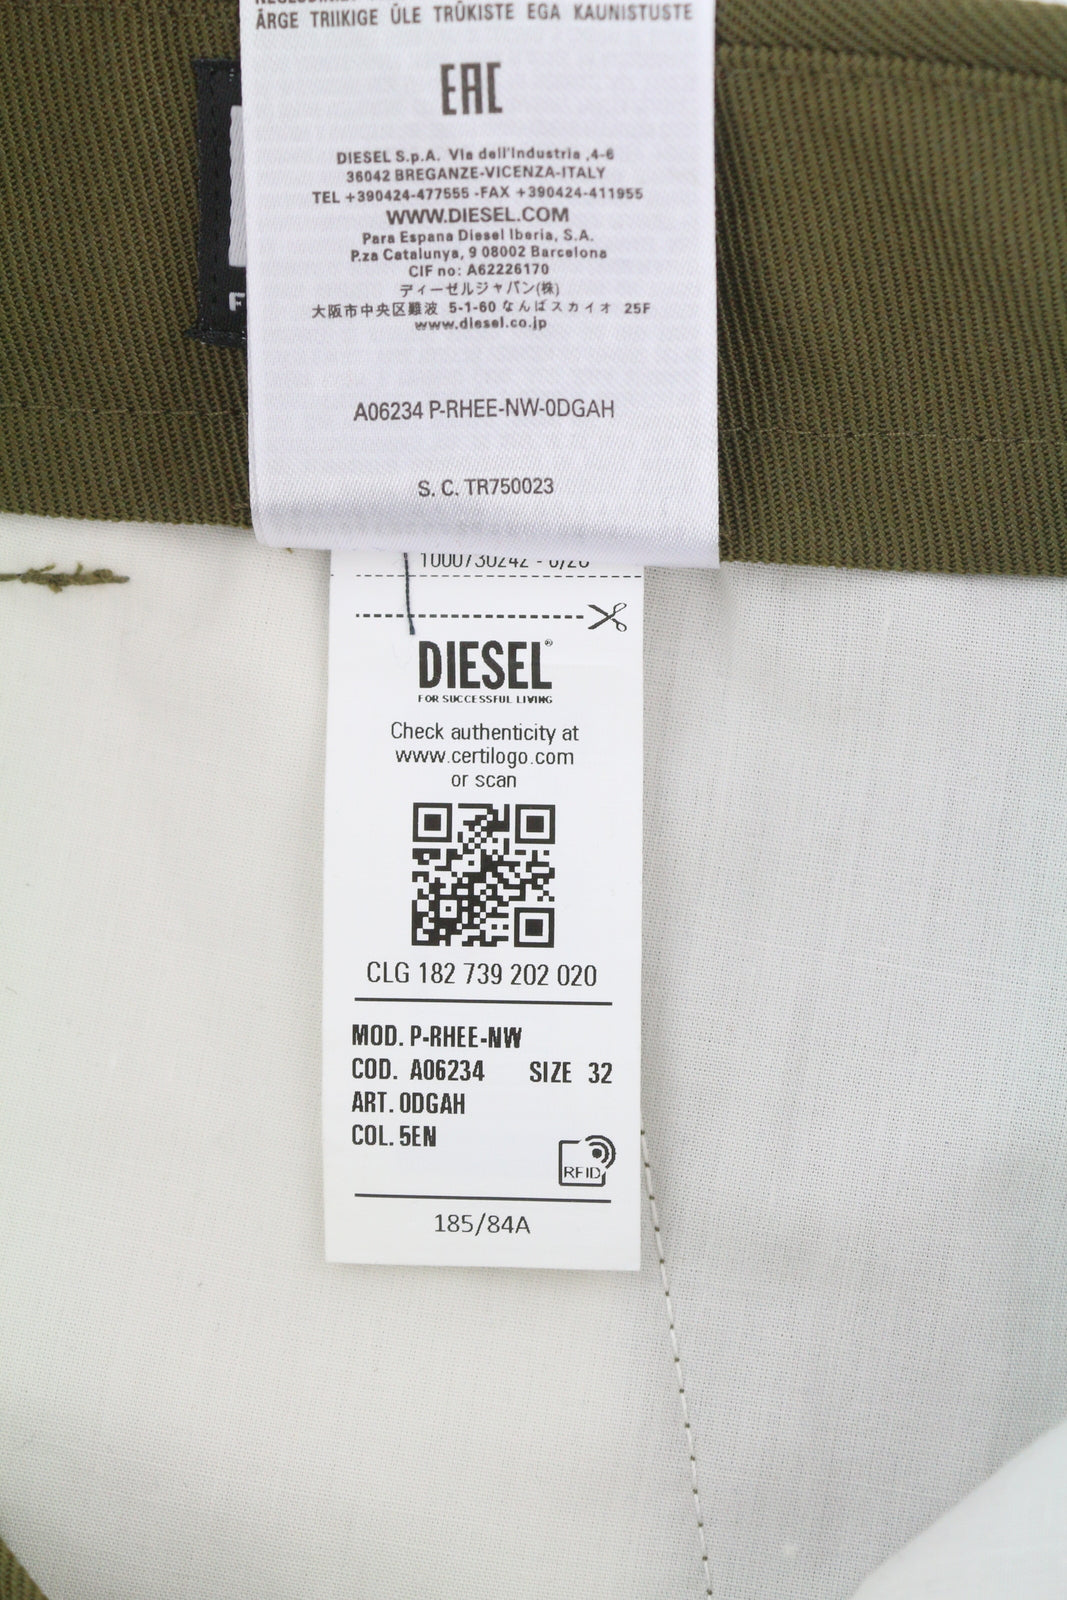 ÄRGE TRIIKIGE ÜLE TRÜKISTE EGA KAUNISTUSTE
EAC
DIESEL S.p.A. Via dell'Industria ,4-6
36042 BREGANZE-VICENZA-ITALY
TEL +390424-477555 -FAX +390424-411955
WWW.DIESEL.COM
Para Espana Diesel Iberia, S.A.
P.za Catalunya, 9 08002 Barcelona
CIF no: A62226170
ディーゼルジャパン(株)
大阪市中央区難波 5-1-60 なんばスカイオ 25F
www.diesel.co.jp
A06234 P-RHEE-NW-0DGAH
S. C. TR750023
DIESEL®
FOR SUCCESSFUL LIVING
Check authenticity at
www.certilogo.com
or scan
CLG 182 739 202 020
MOD. P-RHEE-NW
COD. A06234 SIZE 32
ART. 0DGAH
COL. 5EN
RFID
185/84A